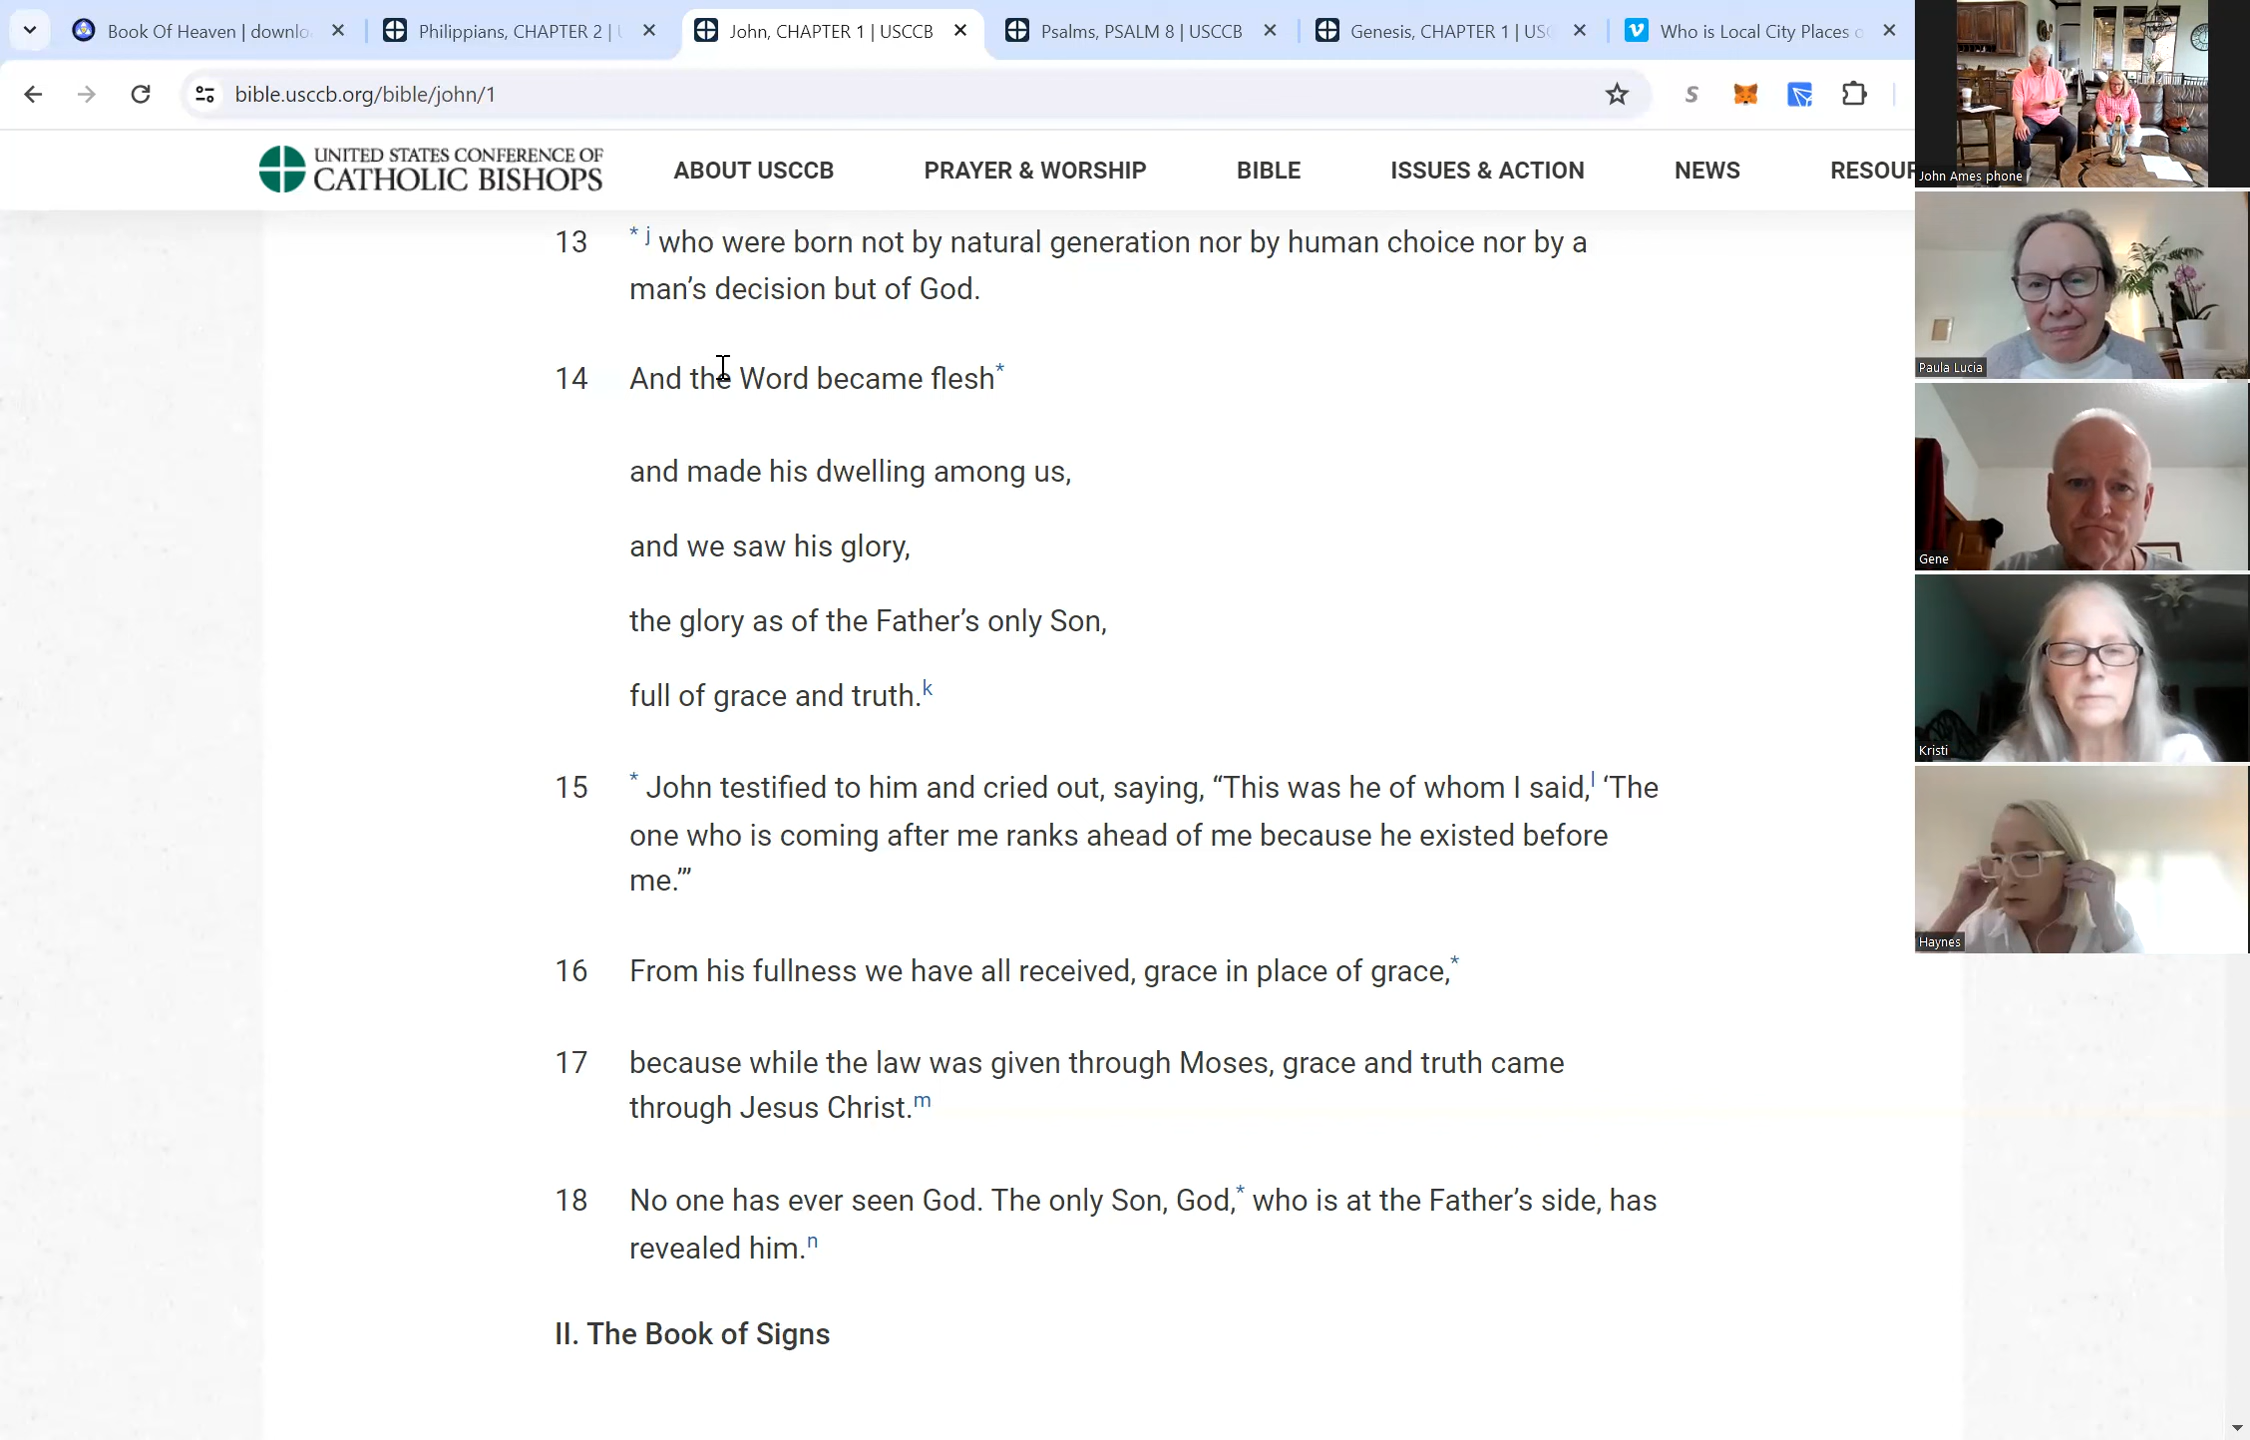 Book Of Heaven | downlo
Philippians, CHAPTER 2 | U
John, CHAPTER 1 | USCCB
Psalms, PSALM 8 | USCCB
Genesis, CHAPTER 1 | USC
Who is Local City Places o
bible.usccb.org/bible/john/1
UNITED STATES CONFERENCE OF
CATHOLIC BISHOPS
ABOUT USCCB
PRAYER & WORSHIP
BIBLE
ISSUES & ACTION
NEWS
RESOUR
13 * j who were born not by natural generation nor by human choice nor by a
man’s decision but of God.
14 And the Word became flesh*
and made his dwelling among us,
and we saw his glory,
the glory as of the Father’s only Son,
full of grace and truth.k
15 * John testified to him and cried out, saying, “This was he of whom I said,l ‘The
one who is coming after me ranks ahead of me because he existed before
me.’”
16 From his fullness we have all received, grace in place of grace,*
17 because while the law was given through Moses, grace and truth came
through Jesus Christ.m
18 No one has ever seen God. The only Son, God,* who is at the Father’s side, has
revealed him.n
II. The Book of Signs
John Ames phone
Paula Lucia
Gene
Kristi
Haynes